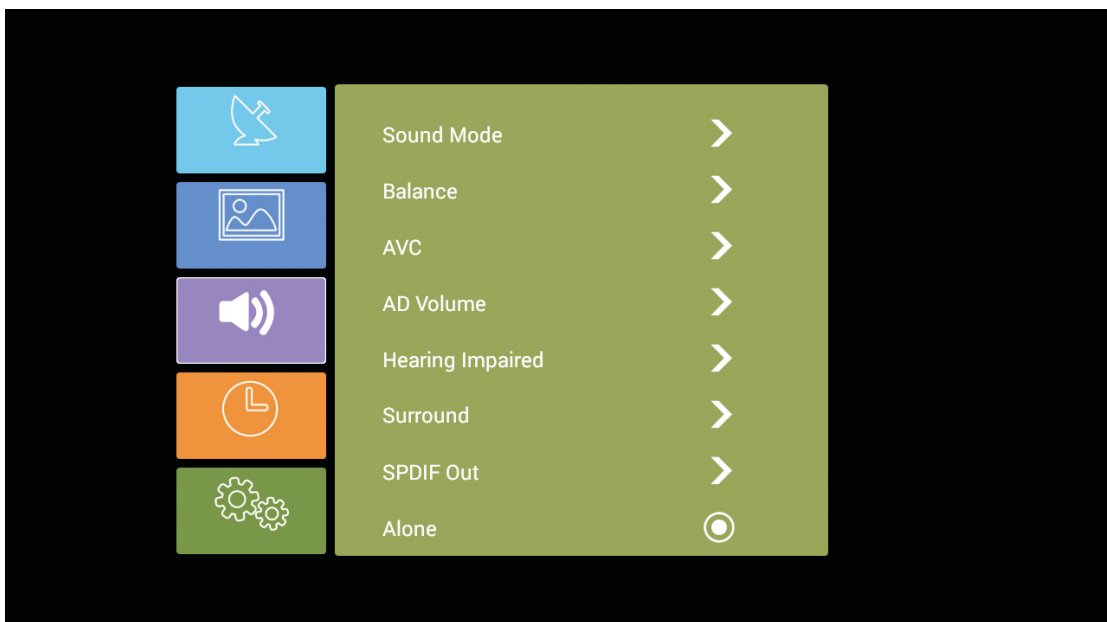 Sound Mode
Balance
AVC
AD Volume
Hearing Impaired
Surround
SPDIF Out
Alone